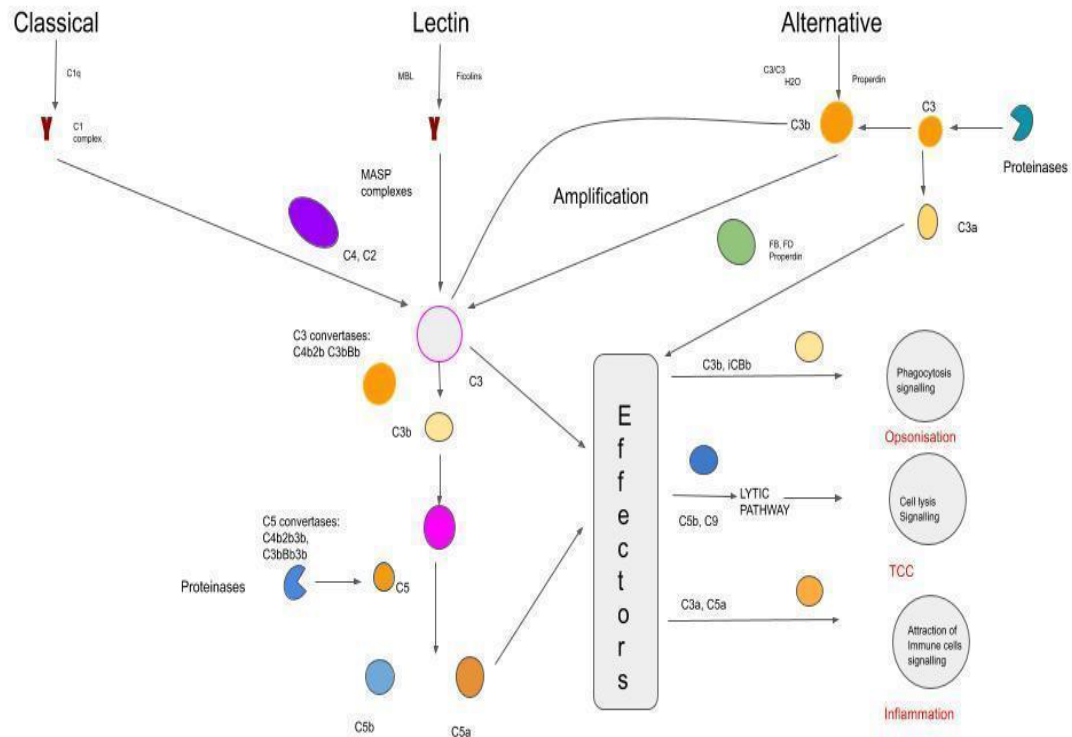 Classical
Lectin
Alternative
C1q
MBL
Ficolins
C3/C3
H2O
Properdin
C1
complex
C3b
C3
Proteinases
MASP
complexes
Amplification
C3a
C4, C2
FB, FD
Properdin
C3 convertases:
C4b2b C3bBb
C3
C3b
Effectors
C3b, iCBb
Phagocytosis
signalling
Opsonisation
C5b, C9
LYTIC
PATHWAY
Cell lysis
Signalling
TCC
C5 convertases:
C4b2b3b,
C3bBb3b
Proteinases
C5
C3a, C5a
Attraction of
Immune cells
signalling
Inflammation
C5b
C5a